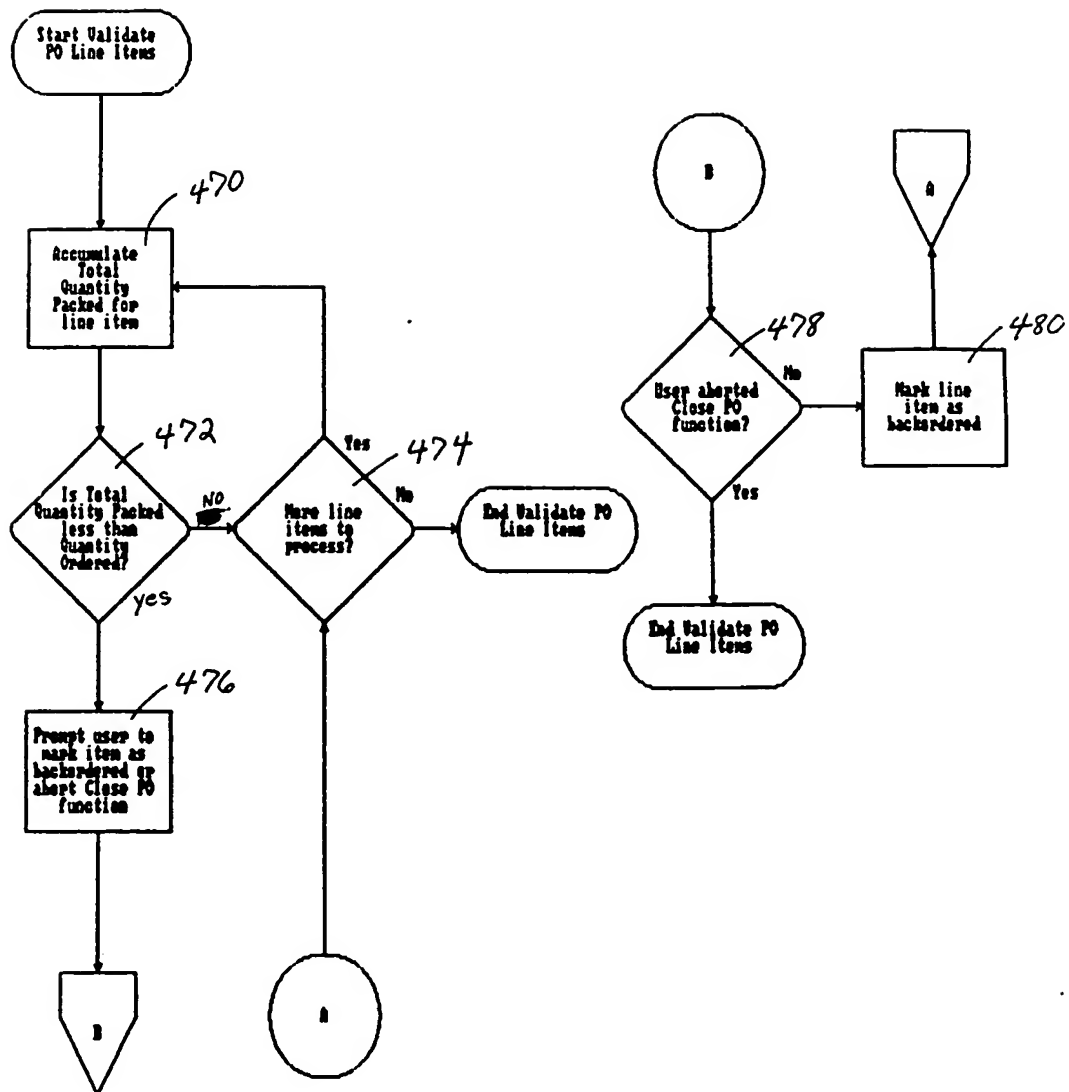 Start Validate
PO Line Items
470
Accumulate
Total
Quantity
Packed for
line item
472
Is Total
Quantity Packed
less than
Quantity
Ordered?
NO
yes
474
More line
items to
process?
Yes
No
End Validate PO
Line Items
476
Prompt user to
mark item as
backordered or
abort Close PO
function
B
A
B
478
User aborted
Close PO
function?
No
Yes
End Validate PO
Line Items
480
Mark line
item as
backordered
A